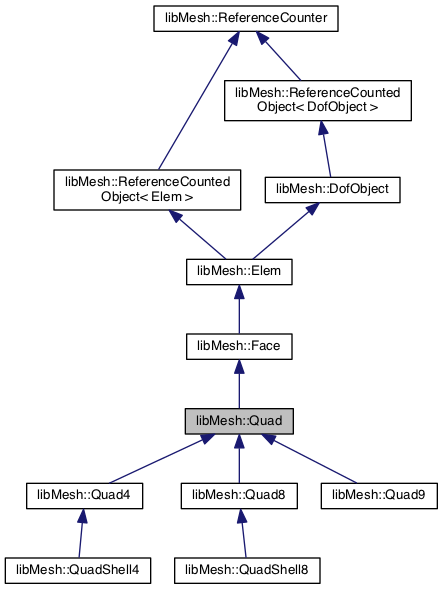 libMesh::ReferenceCounter
libMesh::ReferenceCounted
Object< DofObject >
libMesh::ReferenceCounted
Object< Elem >
libMesh::DofObject
libMesh::Elem
libMesh::Face
libMesh::Quad
libMesh::Quad4
libMesh::Quad8
libMesh::Quad9
libMesh::QuadShell4
libMesh::QuadShell8